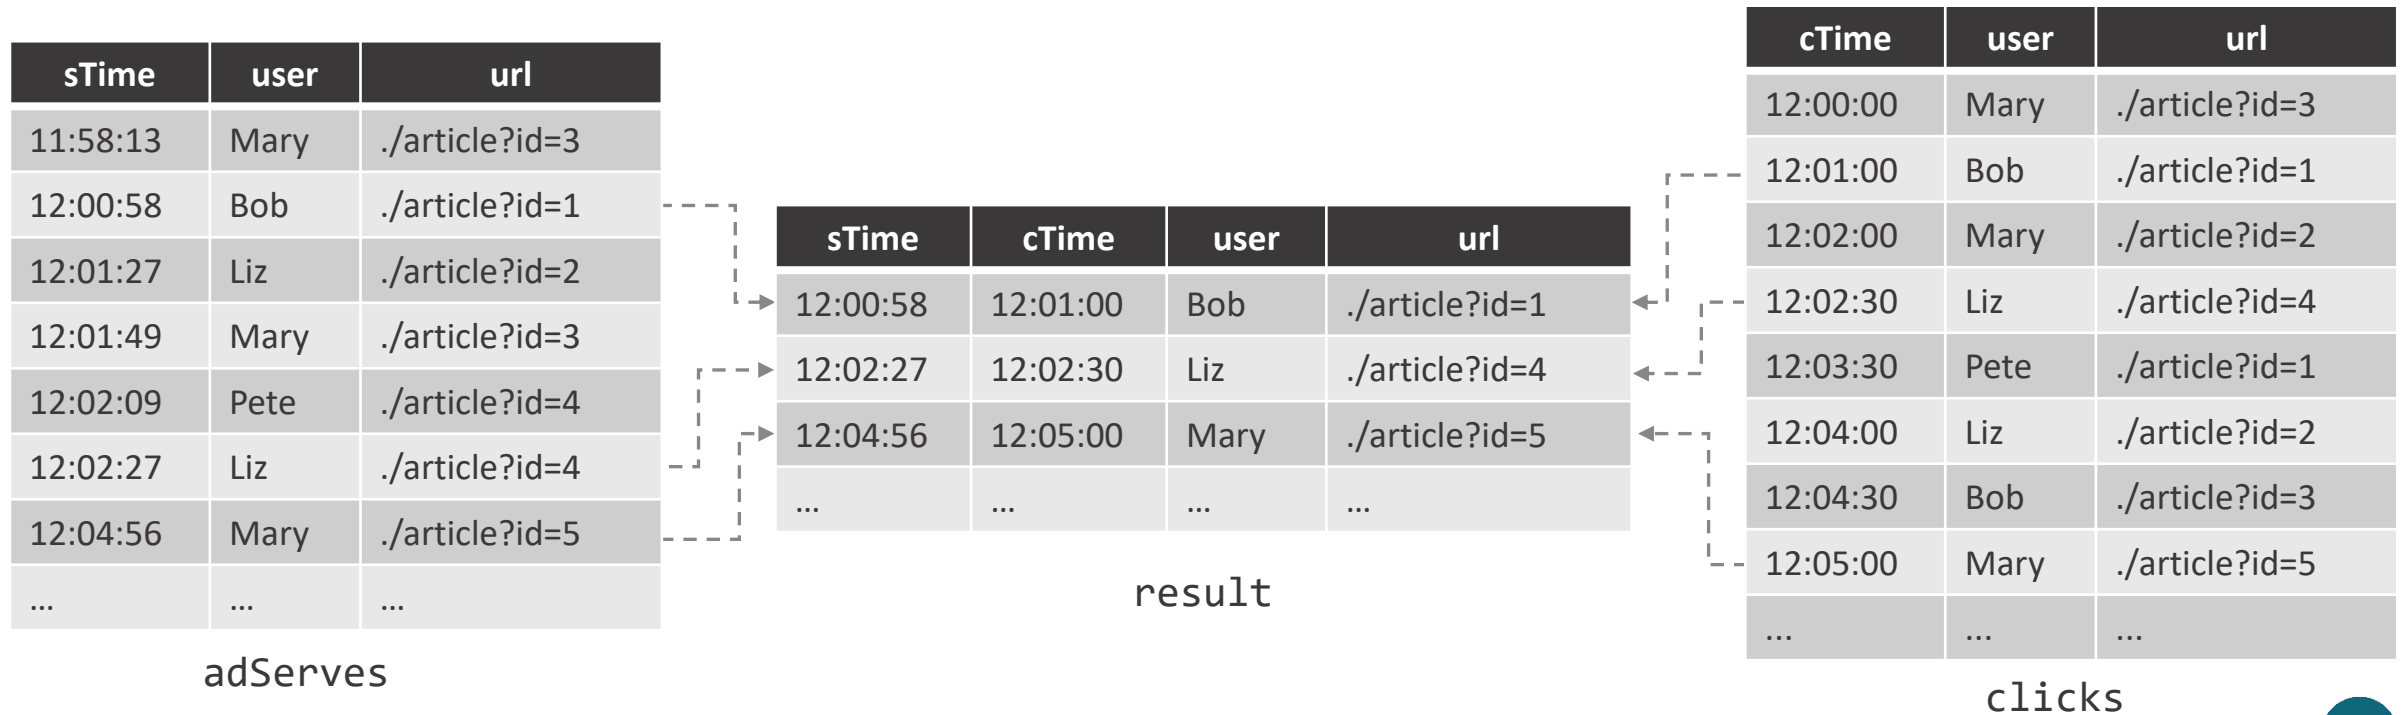 sTime user url
11:58:13 Mary ./article?id=3
12:00:58 Bob ./article?id=1
12:01:27 Liz ./article?id=2
12:01:49 Mary ./article?id=3
12:02:09 Pete ./article?id=4
12:02:27 Liz ./article?id=4
12:04:56 Mary ./article?id=5
... ... ...
adServes
sTime cTime user url
12:00:58 12:01:00 Bob ./article?id=1
12:02:27 12:02:30 Liz ./article?id=4
12:04:56 12:05:00 Mary ./article?id=5
... ... ... ...
result
cTime user url
12:00:00 Mary ./article?id=3
12:01:00 Bob ./article?id=1
12:02:00 Mary ./article?id=2
12:02:30 Liz ./article?id=4
12:03:30 Pete ./article?id=1
12:04:00 Liz ./article?id=2
12:04:30 Bob ./article?id=3
12:05:00 Mary ./article?id=5
... ... ...
clicks